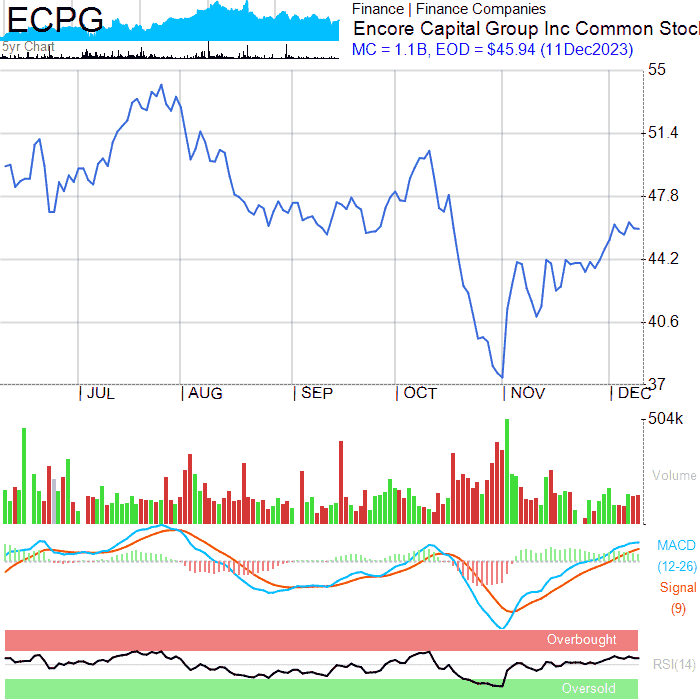 ECPG
5yr Chart
Finance | Finance Companies
Encore Capital Group Inc Common Stoc
MC = 1.1B, EOD = $45.94 (11Dec2023)
55
51.4
47.8
44.2
40.6
37
JUL AUG SEP OCT NOV DEC
504k
Volume
MACD
(12-26)
Signal
(9)
Overbought
RSI(14)
Oversold